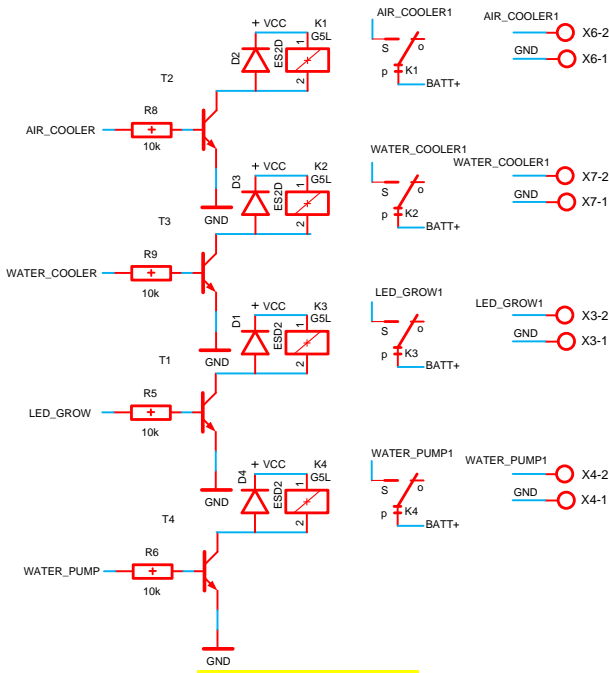 + VCC K1 AIR_COOLER1 AIR_COOLER1
D2 ES2D 1 G5L 2 S o GND X6-2
T2 p K1 X6-1
BATT+
R8
AIR_COOLER 10k
GND
+ VCC K2 WATER_COOLER1 WATER_COOLER1
D3 ES2D 1 G5L 2 S o GND X7-2
T3 p K2 X7-1
BATT+
R9
WATER_COOLER 10k
GND
+ VCC K3 LED_GROW1 LED_GROW1
D1 ESD2 1 G5L 2 S o GND X3-2
T1 p K3 X3-1
BATT+
R5
LED_GROW 10k
GND
+ VCC K4 WATER_PUMP1 WATER_PUMP1
D4 ESD2 1 G5L 2 S o GND X4-2
T4 p K4 X4-1
BATT+
R6
WATER_PUMP 10k
GND